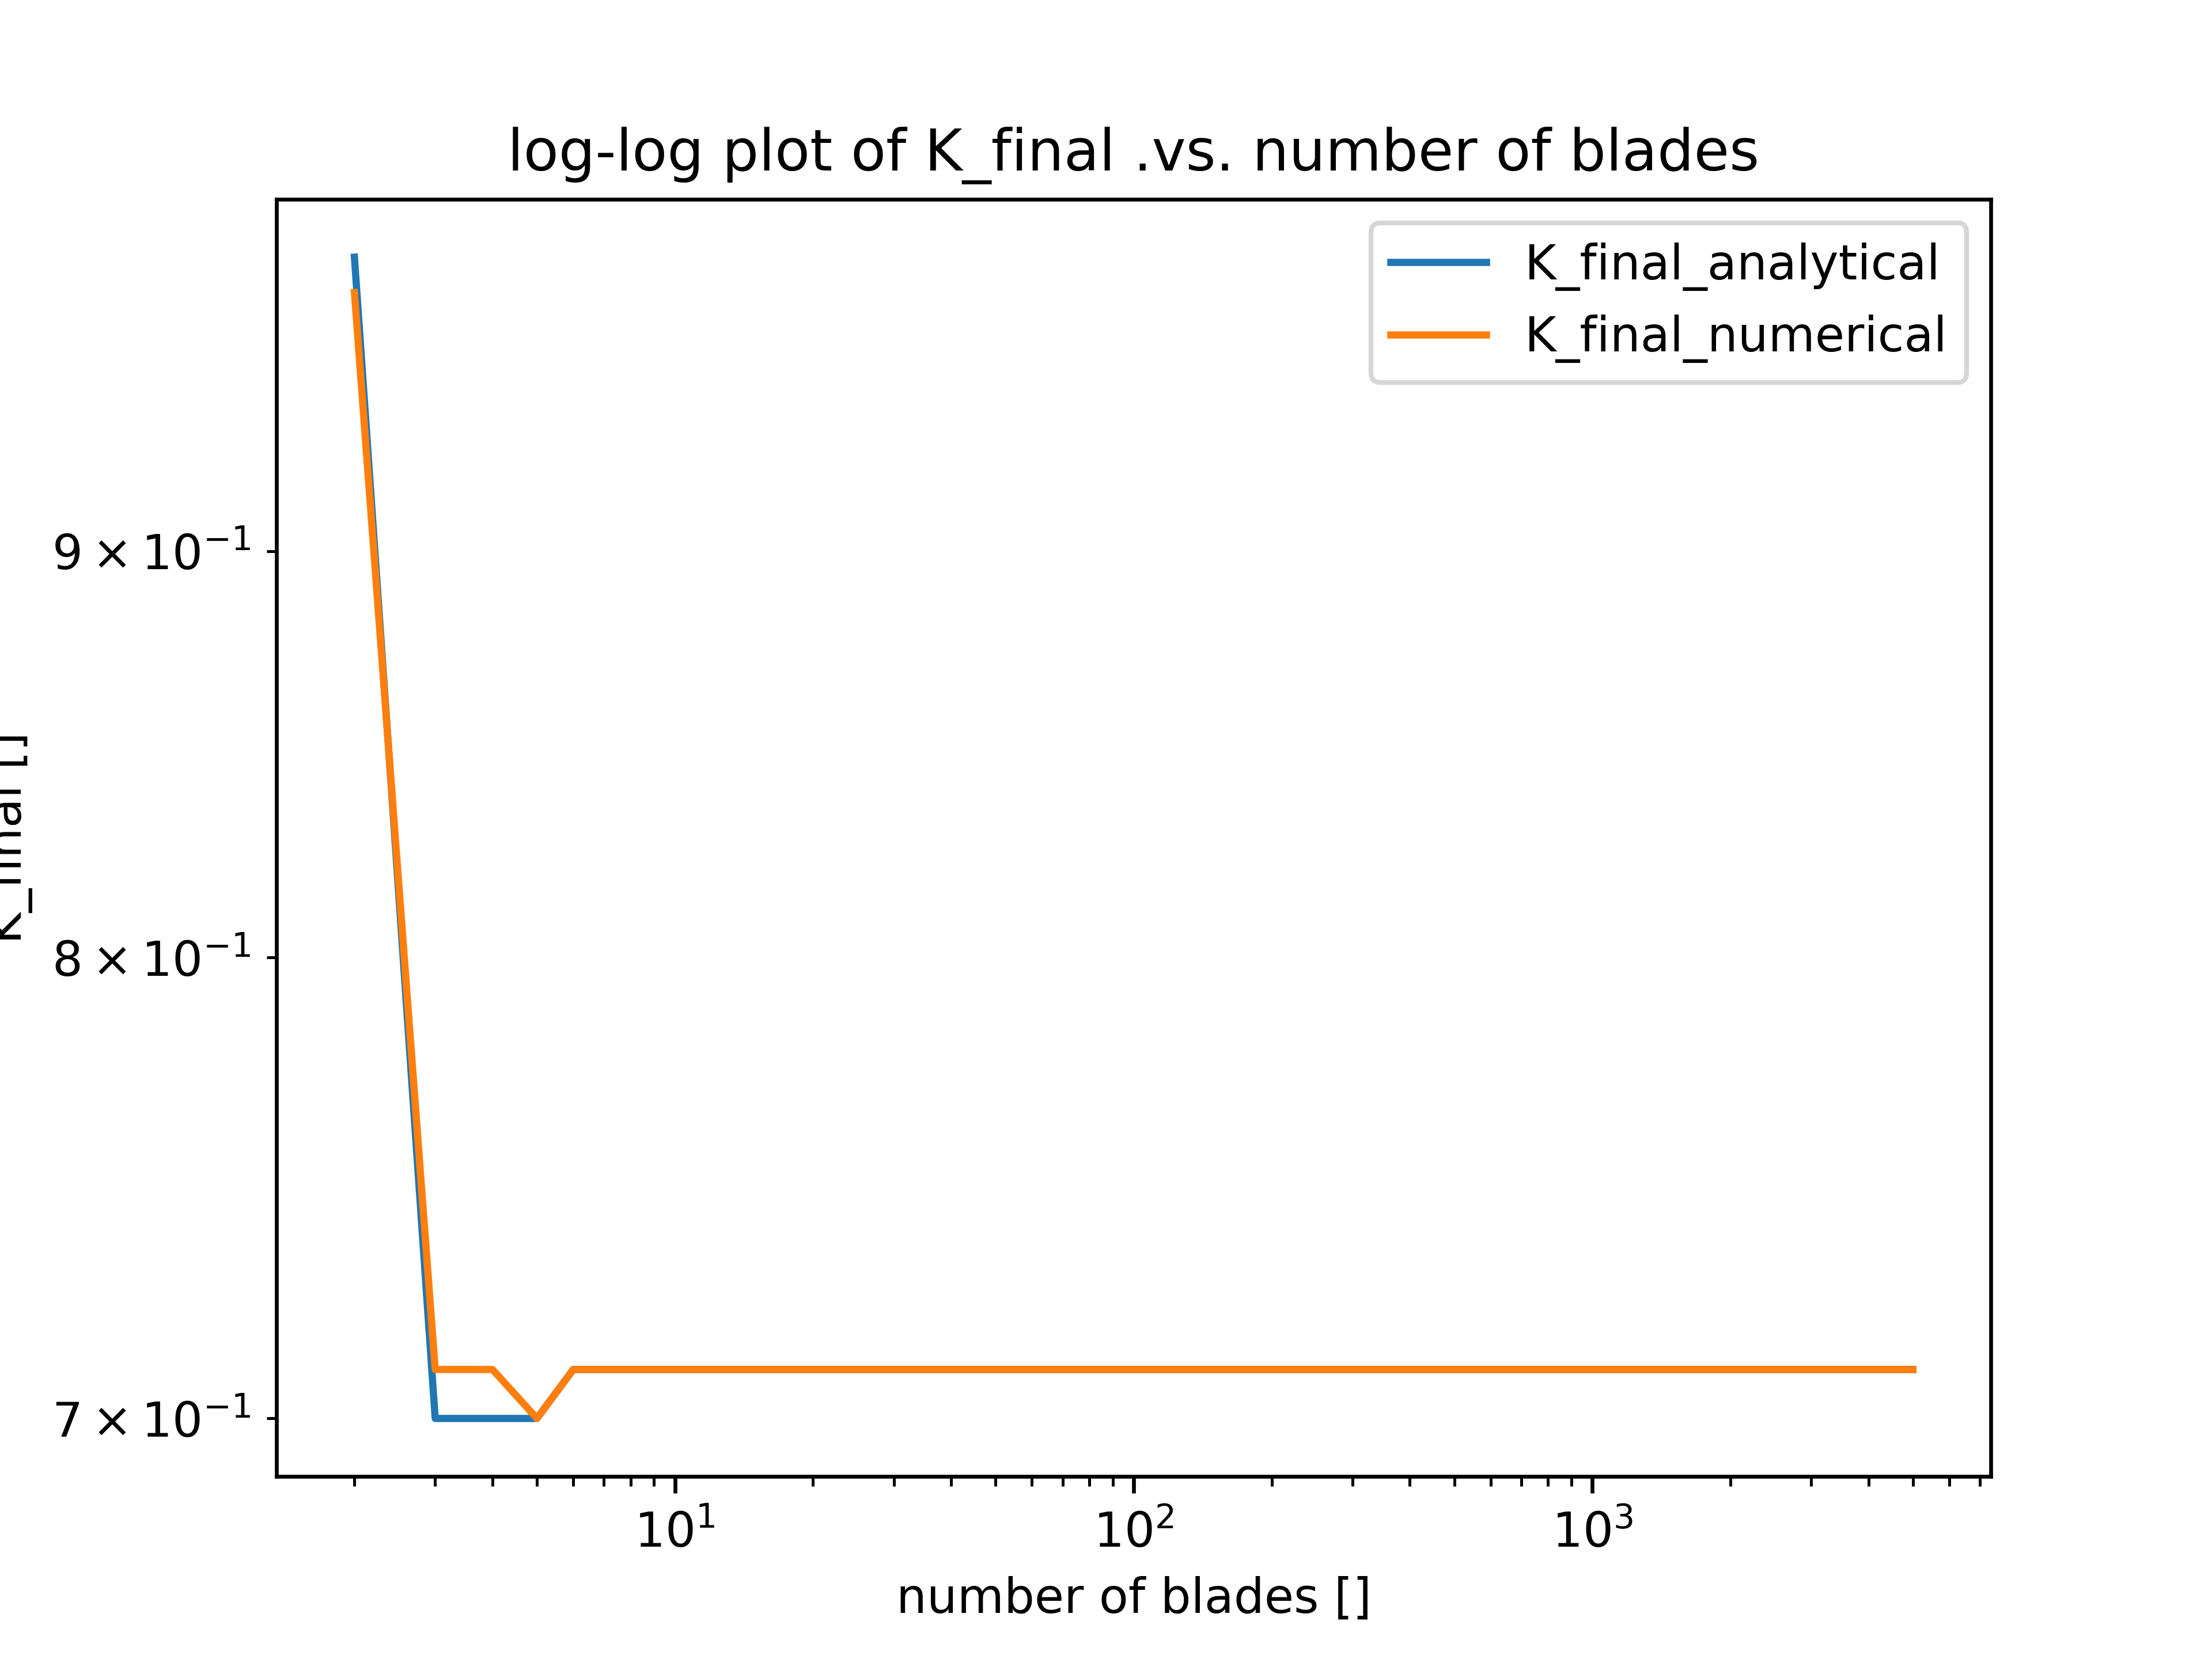 log-log plot of K_final .vs. number of blades
K_final_analytical
K_final_numerical
9 × 10⁻¹
8 × 10⁻¹
7 × 10⁻¹
K_final []
10¹ 10² 10³
number of blades []